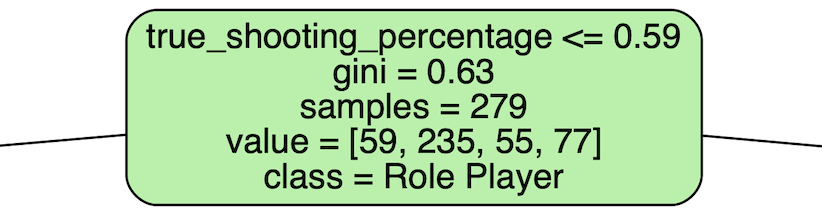 true_shooting_percentage <= 0.59
gini = 0.63
samples = 279
value = [59, 235, 55, 77]
class = Role Player